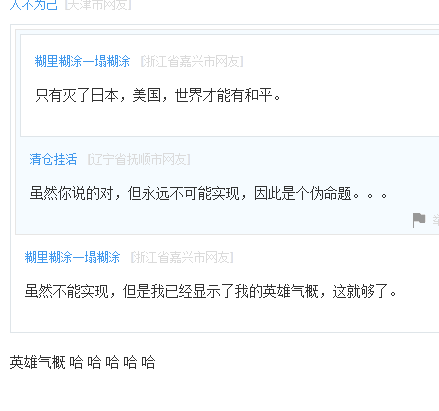 人不为己 [天津市网友]
糊里糊涂一塌糊涂 [浙江省嘉兴市网友]
只有灭了日本，美国，世界才能有和平。
清仓挂活 [辽宁省抚顺市网友]
虽然你说的对，但永远不可能实现，因此是个伪命题。。。
糊里糊涂一塌糊涂 [浙江省嘉兴市网友]
虽然不能实现，但是我已经显示了我的英雄气概，这就够了。
英雄气概 哈 哈 哈 哈 哈